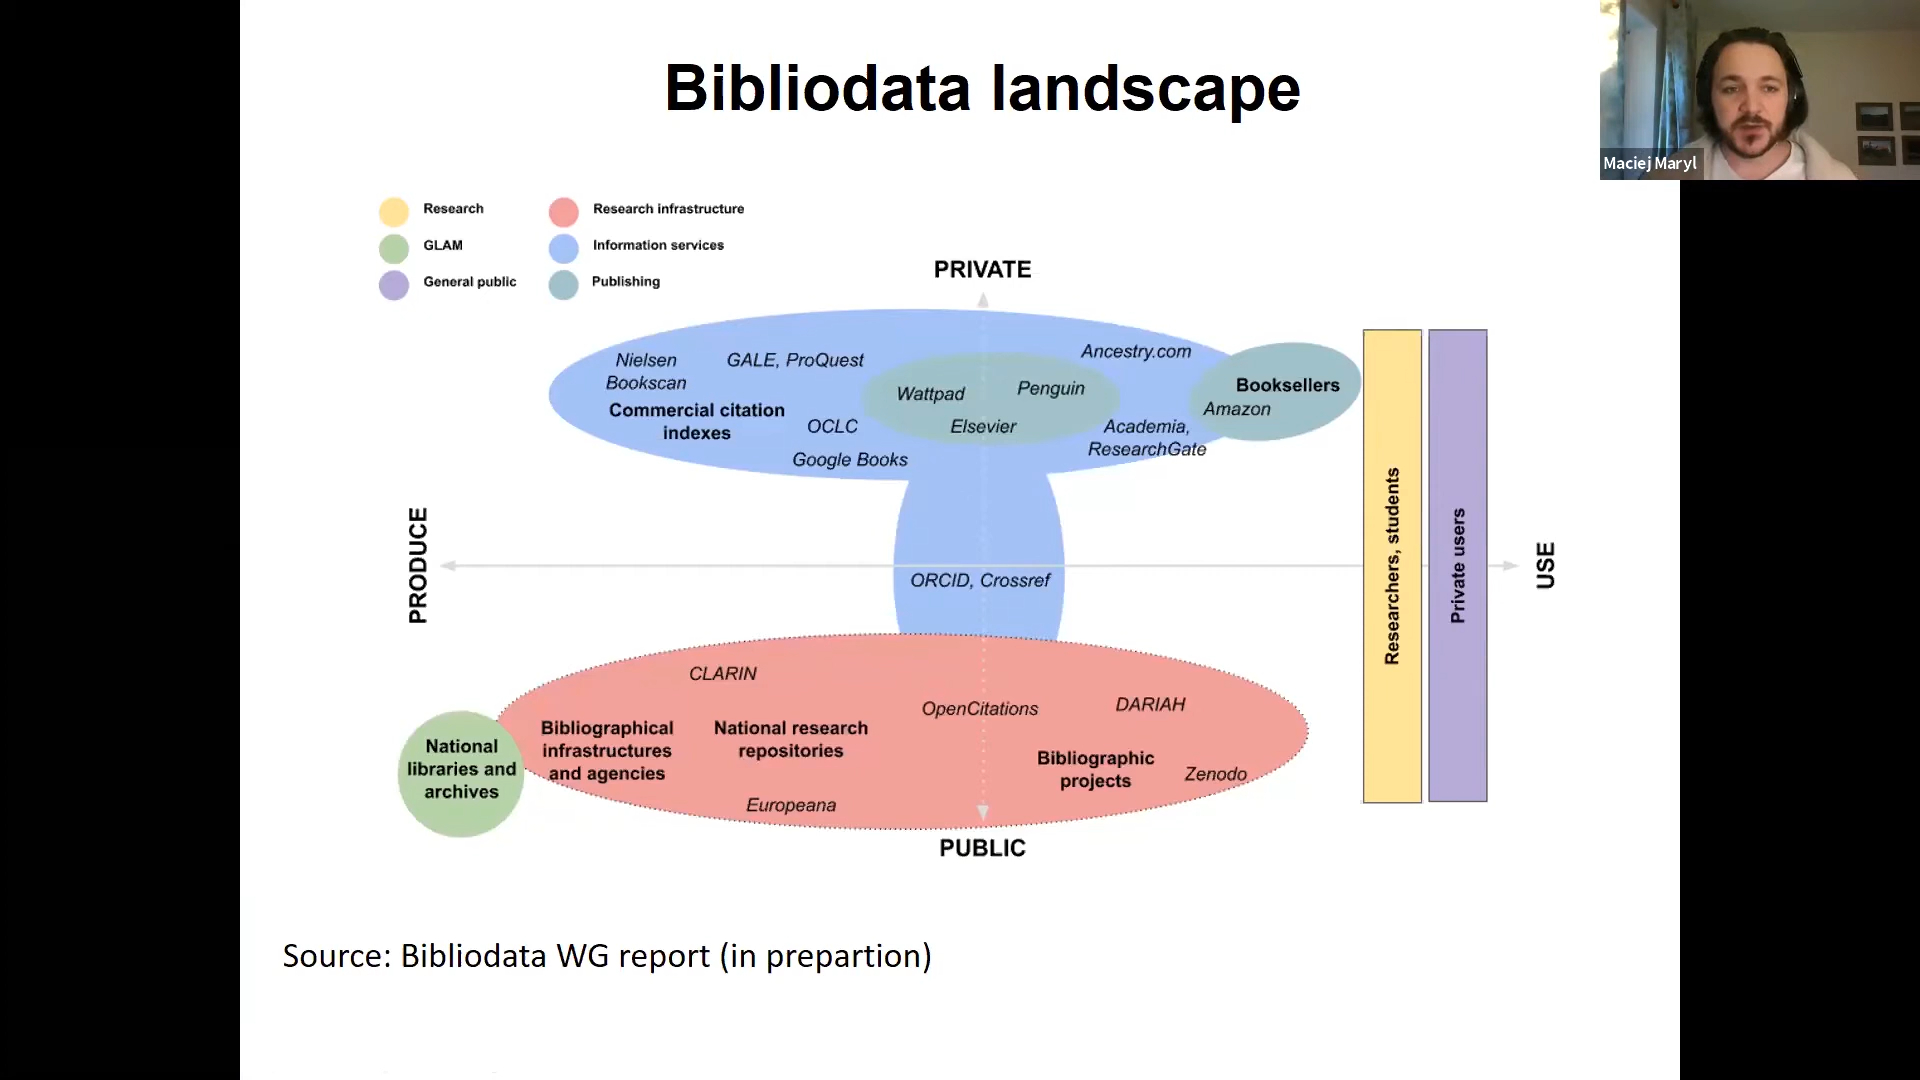 Bibliodata landscape
Maciej Maryl
Research
Research infrastructure
GLAM
Information services
General public
Publishing
PRIVATE
Nielsen
Bookscan
GALE, ProQuest
Ancestry.com
Wattpad
Penguin
Booksellers
Amazon
Commercial citation
indexes
OCLC
Elsevier
Academia,
ResearchGate
Google Books
PRODUCE
ORCID, Crossref
Researchers, students
Private users
USE
CLARIN
OpenCitations
DARIAH
National
libraries and
archives
Bibliographical
infrastructures
and agencies
National research
repositories
Bibliographic
projects
Zenodo
Europeana
PUBLIC
Source: Bibliodata WG report (in prepartion)